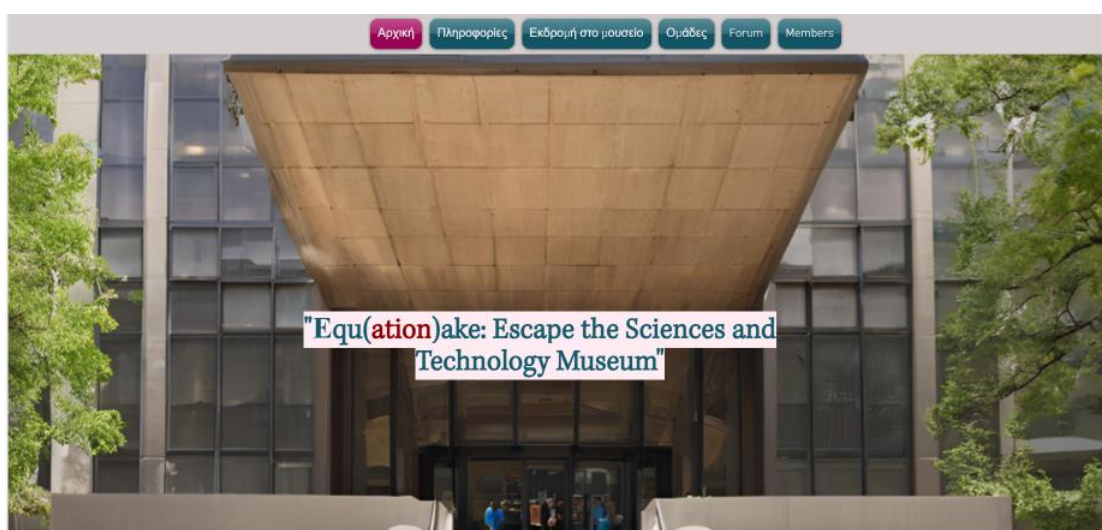 Αρχική Πληροφορίες Εκδρομή στο μουσείο Ομάδες Forum Members
"Equ(ation)ake: Escape the Sciences and
Technology Museum"